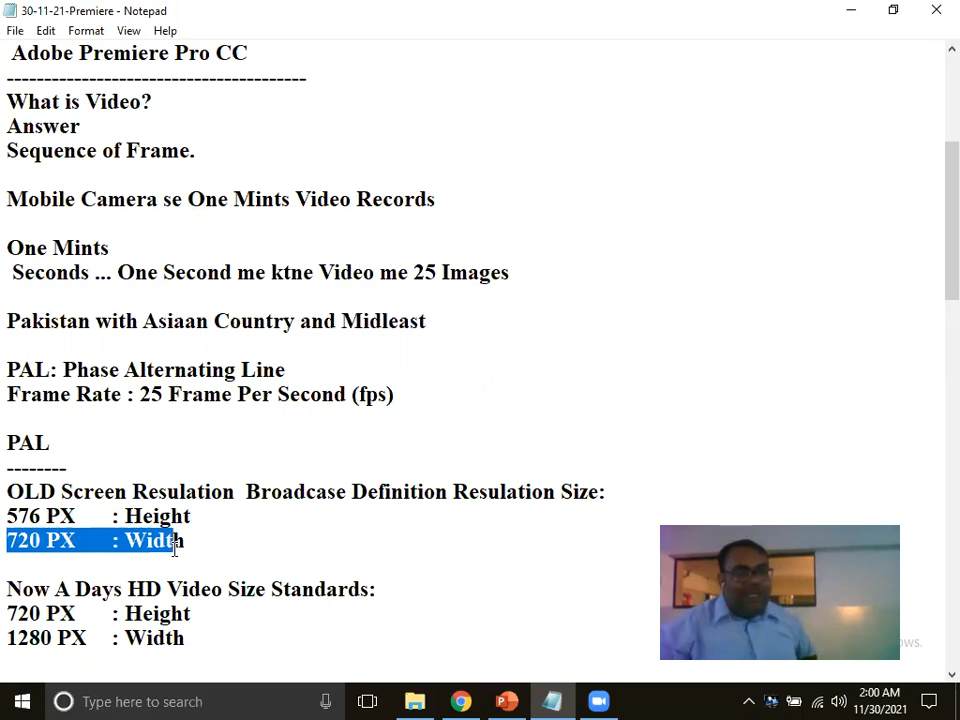 30-11-21-Premiere - Notepad
File Edit Format View Help
Adobe Premiere Pro CC
----------------------------------------
What is Video?
Answer
Sequence of Frame.
Mobile Camera se One Mints Video Records
One Mints
Seconds ... One Second me ktne Video me 25 Images
Pakistan with Asiaan Country and Midleast
PAL: Phase Alternating Line
Frame Rate : 25 Frame Per Second (fps)
PAL
--------
OLD Screen Resulation  Broadcase Definition Resulation Size:
576 PX : Height
720 PX : Width
Now A Days HD Video Size Standards:
720 PX : Height
1280 PX : Width
ows.
Type here to search
2:00 AM
11/30/2021